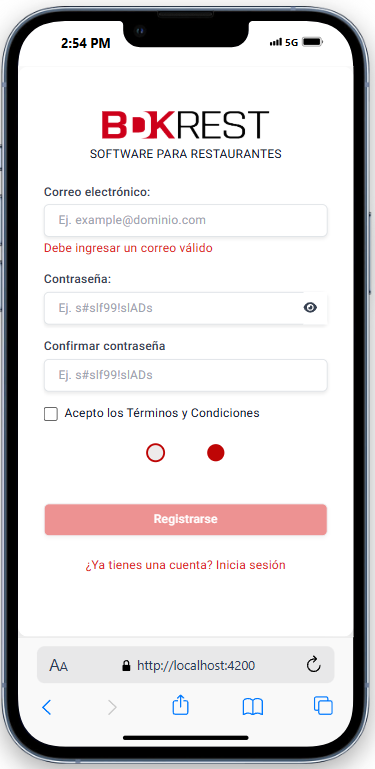 2:54 PM 5G
BDKREST
SOFTWARE PARA RESTAURANTES
Correo electrónico:
Ej. example@dominio.com
Debe ingresar un correo válido
Contraseña:
Ej. s#slf99!slADs
Confirmar contraseña
Ej. s#slf99!slADs
Acepto los Términos y Condiciones
Registrarse
¿Ya tienes una cuenta? Inicia sesión
AA http://localhost:4200